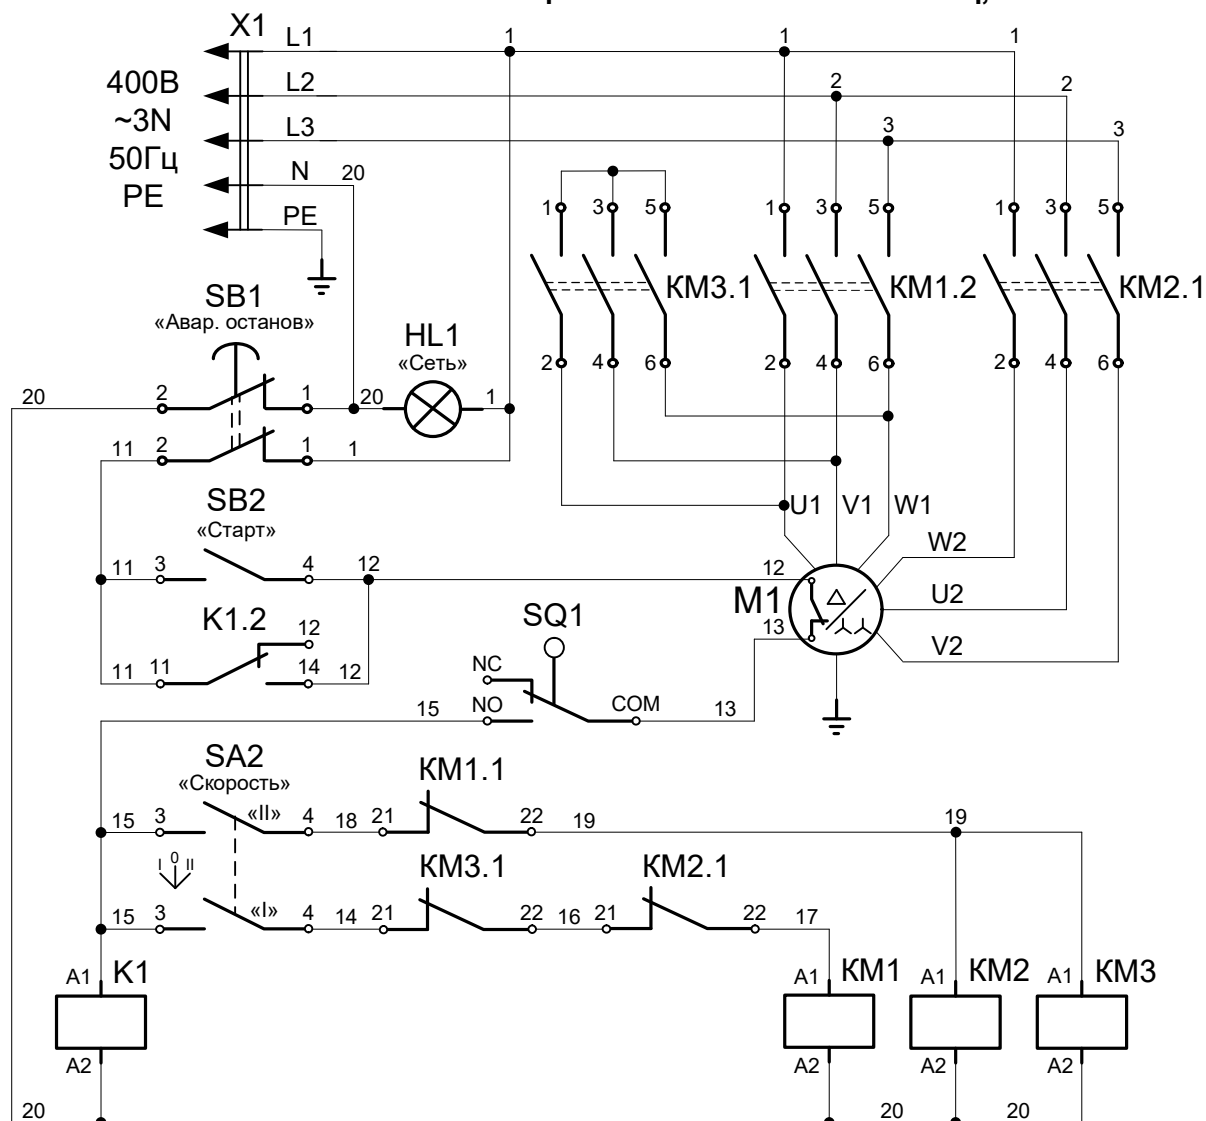 X1
L1 1 1 1
400В L2 2 2
~3N L3 3 3
50Гц N 20
PE PE
1 3 5 1 3 5 1 3 5
КМ3.1 КМ1.2 КМ2.1
SB1
«Авар. останов»
HL1
«Сеть»
2 4 6 2 4 6 2 4 6
20 2 1 20 1
11 2 1 1
SB2
«Старт»
U1 V1 W1
W2
11 3 4 12 12
M1 U2
K1.2 12 SQ1 13 V2
11 11 14 12 NC
15 NO COM 13
SA2
«Скорость»
КМ1.1
15 3 «II» 4 18 21 22 19 19
I 0 II
КМ3.1 КМ2.1
15 3 «I» 4 14 21 22 16 21 22 17
A1 K1 A1 КМ1 A1 КМ2 A1 КМ3
A2 A2 A2 A2
20 20 20